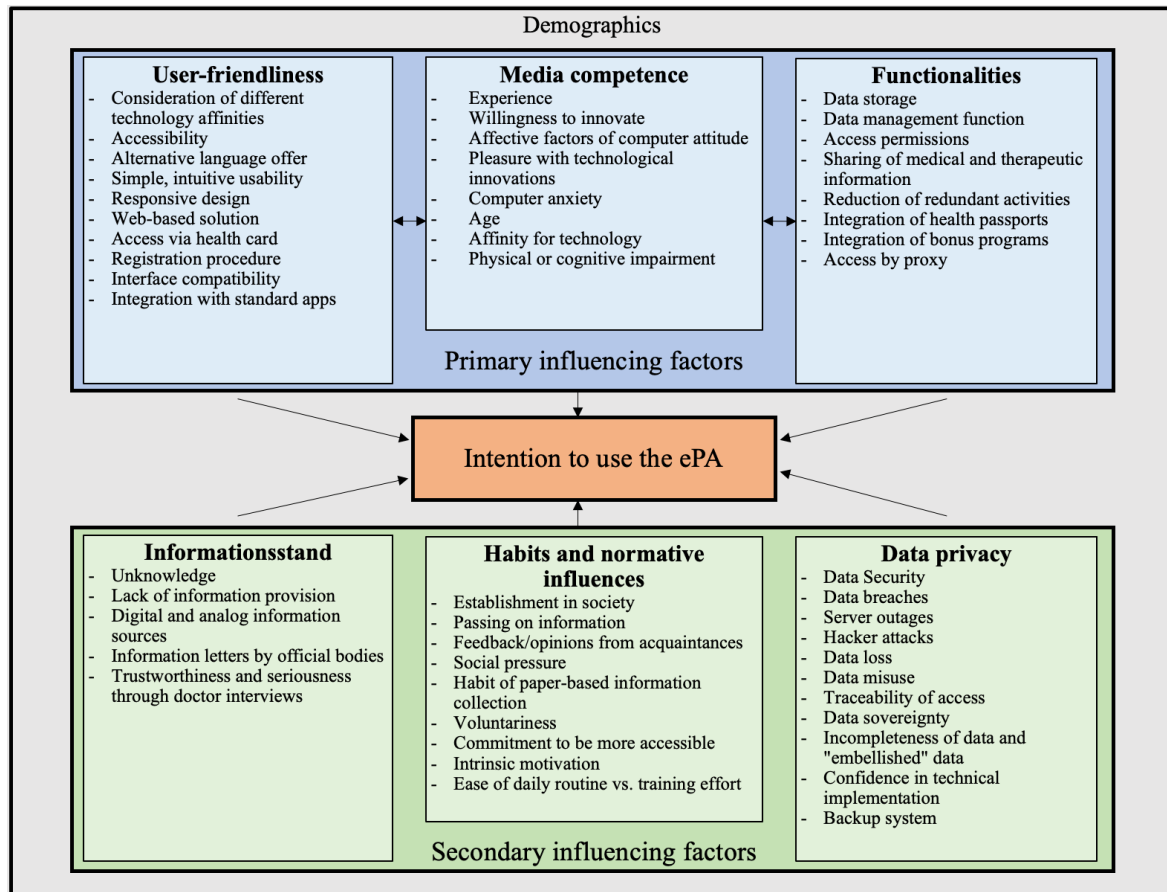 Demographics
User-friendliness
- Consideration of different
technology affinities
- Accessibility
- Alternative language offer
- Simple, intuitive usability
- Responsive design
- Web-based solution
- Access via health card
- Registration procedure
- Interface compatibility
- Integration with standard apps
Media competence
- Experience
- Willingness to innovate
- Affective factors of computer attitude
- Pleasure with technological
innovations
- Computer anxiety
- Age
- Affinity for technology
- Physical or cognitive impairment
Functionalities
- Data storage
- Data management function
- Access permissions
- Sharing of medical and therapeutic
information
- Reduction of redundant activities
- Integration of health passports
- Integration of bonus programs
- Access by proxy
Primary influencing factors
Intention to use the ePA
Informationsstand
- Unknowledge
- Lack of information provision
- Digital and analog information
sources
- Information letters by official bodies
- Trustworthiness and seriousness
through doctor interviews
Habits and normative
influences
- Establishment in society
- Passing on information
- Feedback/opinions from acquaintances
- Social pressure
- Habit of paper-based information
collection
- Voluntariness
- Commitment to be more accessible
- Intrinsic motivation
- Ease of daily routine vs. training effort
Data privacy
- Data Security
- Data breaches
- Server outages
- Hacker attacks
- Data loss
- Data misuse
- Traceability of access
- Data sovereignty
- Incompleteness of data and
"embellished" data
- Confidence in technical
implementation
- Backup system
Secondary influencing factors